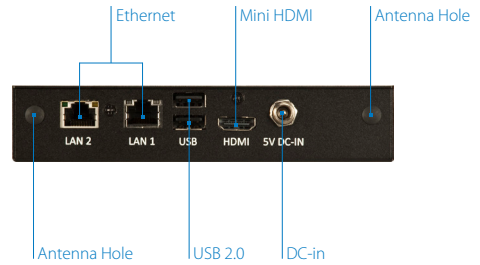 Ethernet
Mini HDMI
Antenna Hole
LAN 2
LAN 1
USB
HDMI
5V DC-IN
Antenna Hole
USB 2.0
DC-in